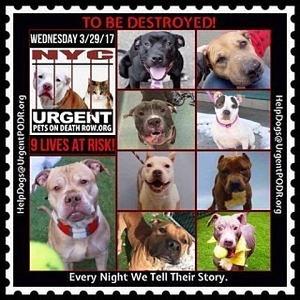 TO BE DESTROYED!
WEDNESDAY 3/29/17
NYC
URGENT
PETS ON DEATH ROW.ORG
9 LIVES AT RISK!
HelpDogs@UrgentPODR.org
HelpDogs@UrgentPODR.org
Every Night We Tell Their Story.